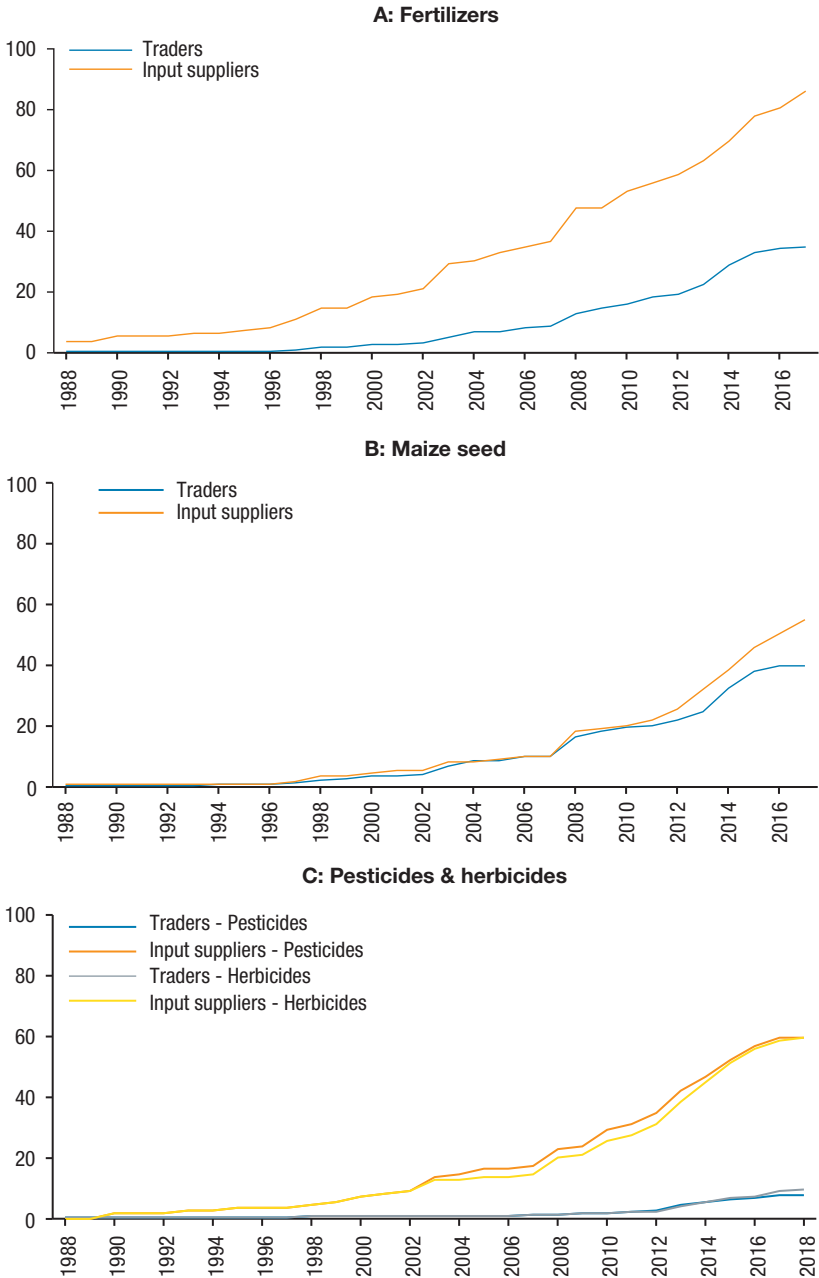 A: Fertilizers
Traders
Input suppliers
100
80
60
40
20
0
1988 1990 1992 1994 1996 1998 2000 2002 2004 2006 2008 2010 2012 2014 2016
B: Maize seed
Traders
Input suppliers
100
80
60
40
20
0
1988 1990 1992 1994 1996 1998 2000 2002 2004 2006 2008 2010 2012 2014 2016
C: Pesticides & herbicides
Traders - Pesticides
Input suppliers - Pesticides
Traders - Herbicides
Input suppliers - Herbicides
100
80
60
40
20
0
1988 1990 1992 1994 1996 1998 2000 2002 2004 2006 2008 2010 2012 2014 2016 2018